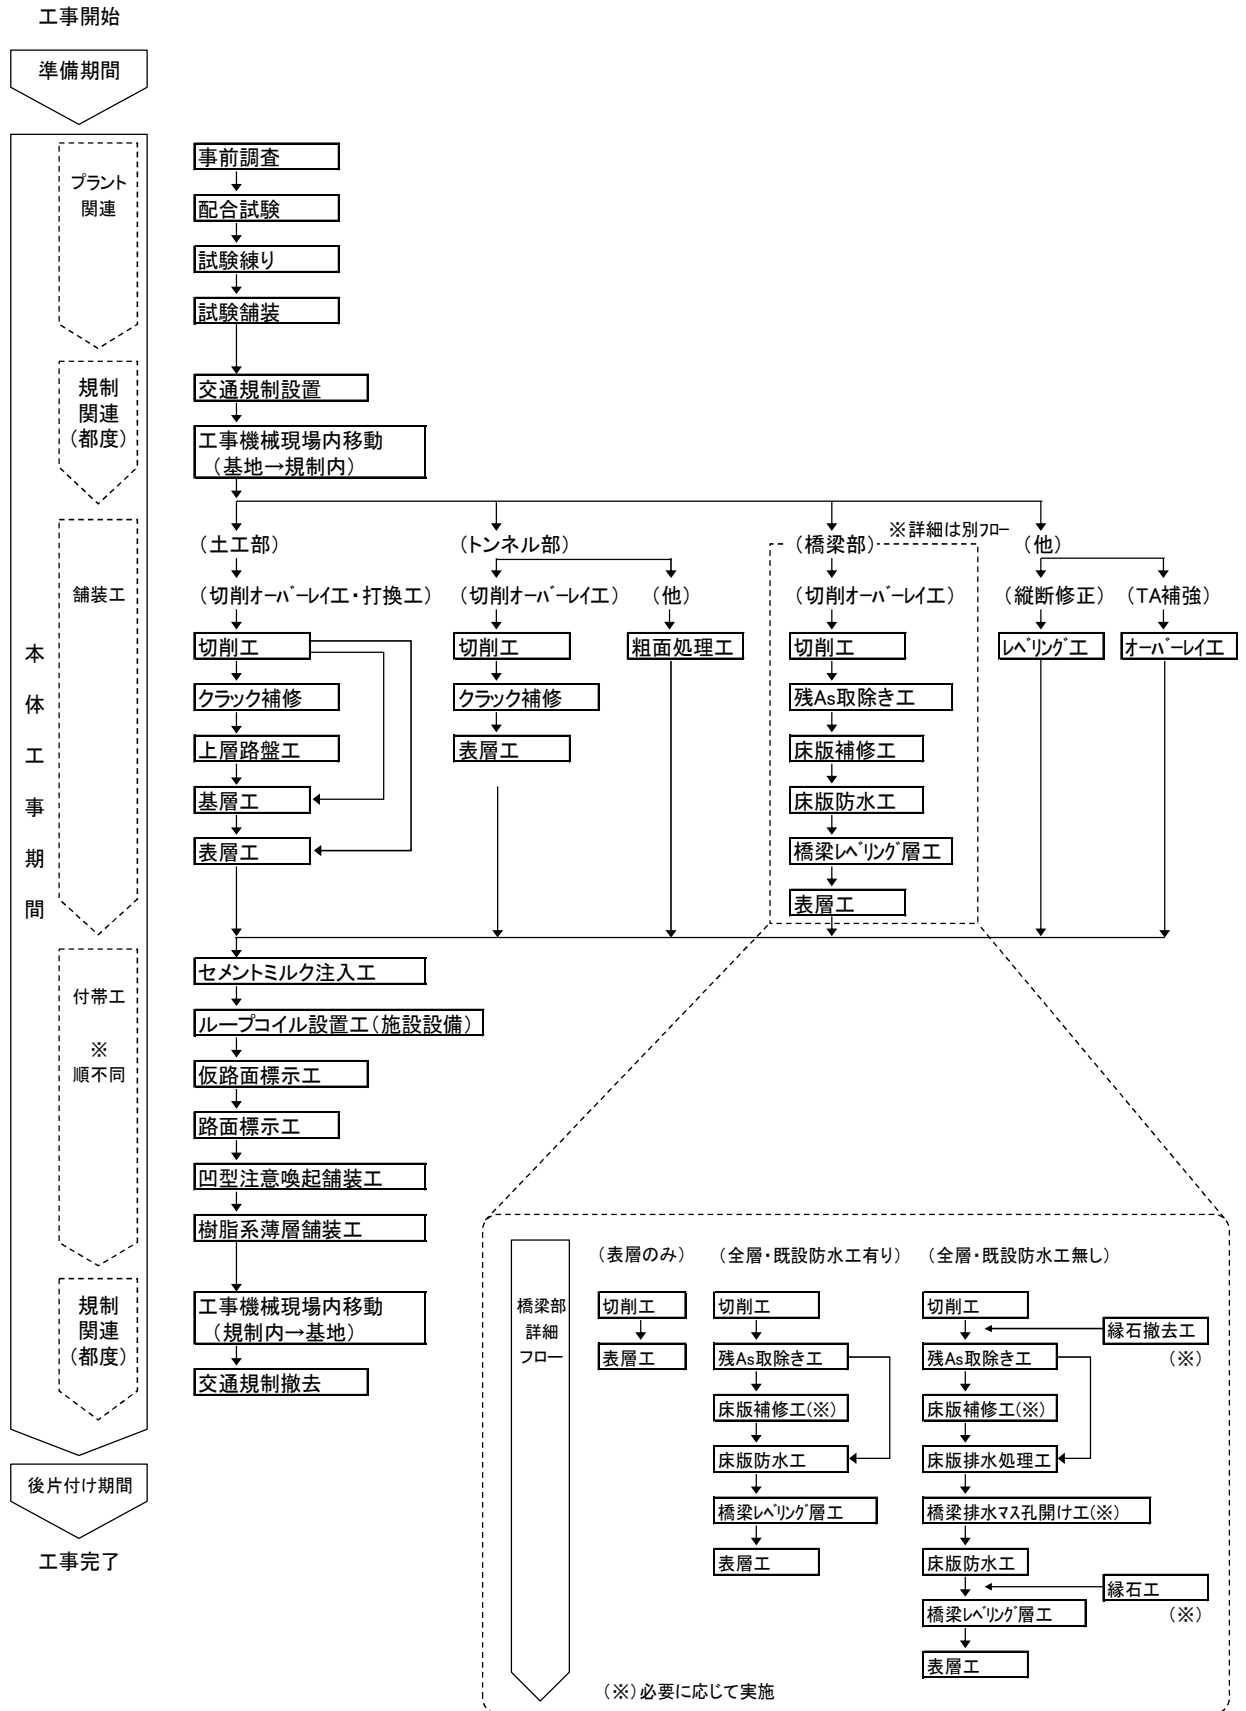 工事開始
準備期間
本体工事期間
プラント
関連
事前調査
配合試験
試験練り
試験舗装
規制
関連
(都度)
交通規制設置
工事機械現場内移動
(基地→規制内)
舗装工
(土工部)
(トンネル部)
(橋梁部)
※詳細は別フロー
(他)
(切削オーバーレイ工・打換工)
(切削オーバーレイ工)
(他)
(切削オーバーレイ工)
(縦断修正)
(TA補強)
切削工
クラック補修
上層路盤工
基層工
表層工
切削工
クラック補修
表層工
粗面処理工
切削工
残As取除き工
床版補修工
床版防水工
橋梁レベリング層工
表層工
レベリング工
オーバーレイ工
付帯工
※
順不同
セメントミルク注入工
ループコイル設置工(施設設備)
仮路面標示工
路面標示工
凹型注意喚起舗装工
樹脂系薄層舗装工
規制
関連
(都度)
工事機械現場内移動
(規制内→基地)
交通規制撤去
後片付け期間
工事完了
橋梁部
詳細
フロー
(表層のみ)
切削工
表層工
(全層・既設防水工有り)
切削工
残As取除き工
床版補修工(※)
床版防水工
橋梁レベリング層工
表層工
(全層・既設防水工無し)
切削工
縁石撤去工
(※)
残As取除き工
床版補修工(※)
床版排水処理工
橋梁排水マス孔開け工(※)
床版防水工
縁石工
(※)
橋梁レベリング層工
表層工
(※)必要に応じて実施